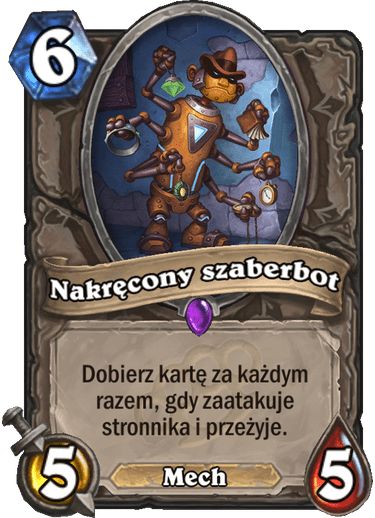 6
Nakręcony szaberbot
Dobierz kartę za każdym
razem, gdy zaatakuje
stronnika i przeżyje.
5
Mech
5